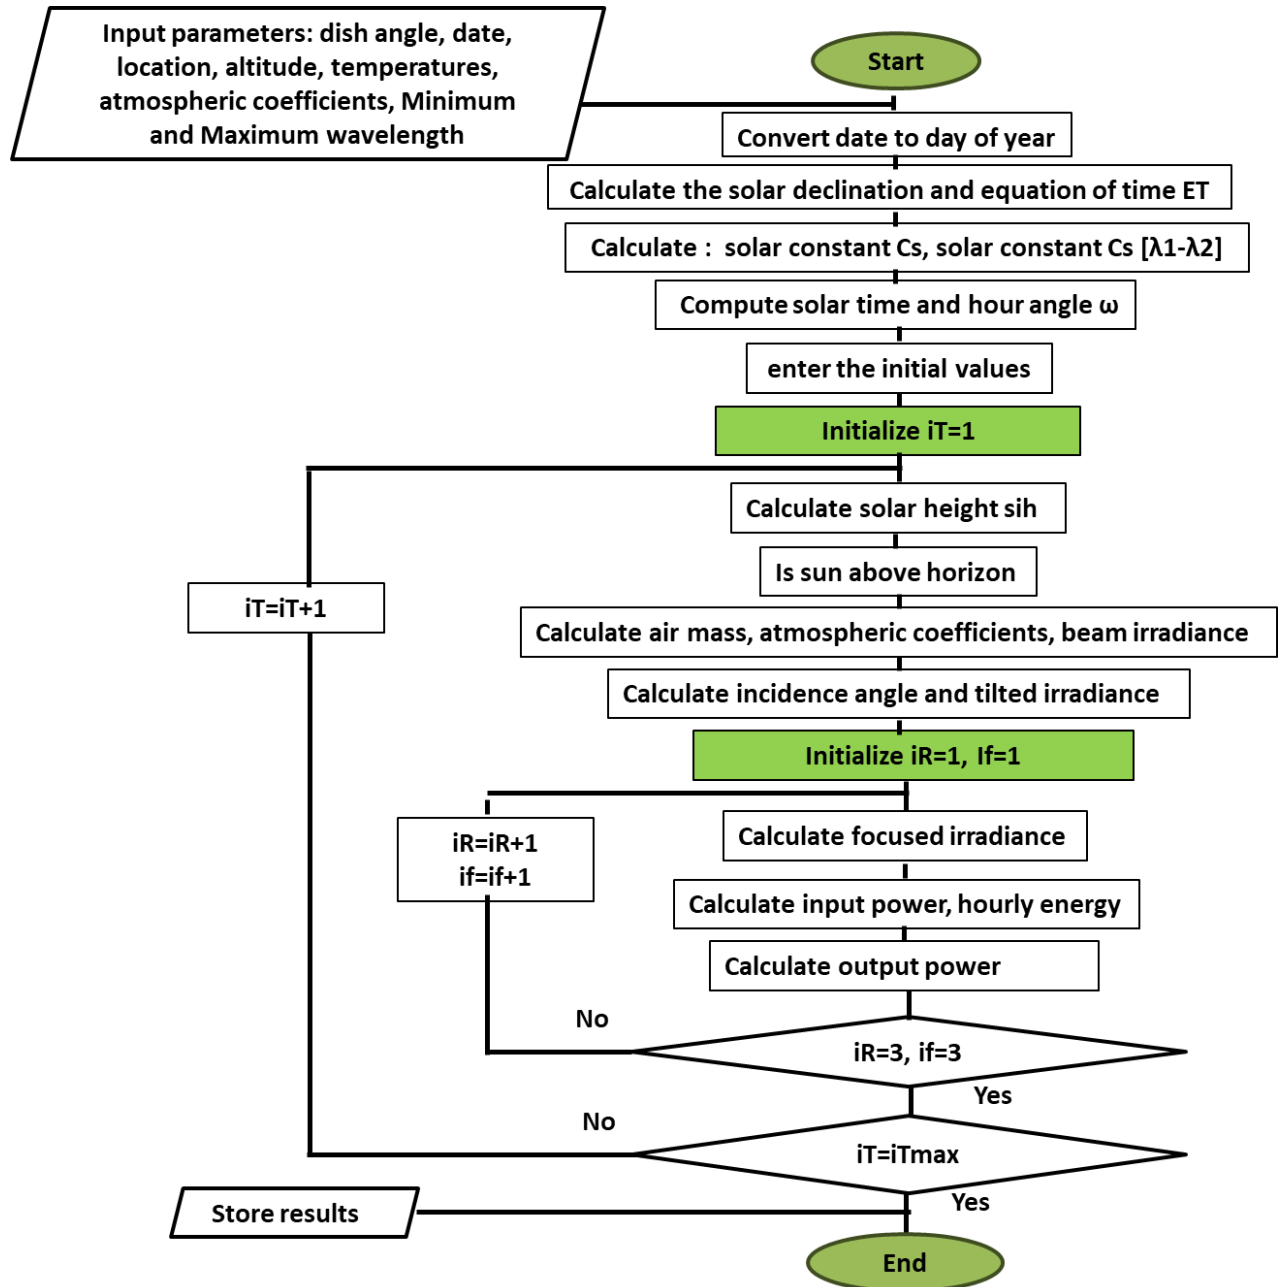 Input parameters: dish angle, date,
location, altitude, temperatures,
atmospheric coefficients, Minimum
and Maximum wavelength
Start
Convert date to day of year
Calculate the solar declination and equation of time ET
Calculate : solar constant Cs, solar constant Cs [λ1-λ2]
Compute solar time and hour angle ω
enter the initial values
Initialize iT=1
Calculate solar height sih
Is sun above horizon
iT=iT+1
Calculate air mass, atmospheric coefficients, beam irradiance
Calculate incidence angle and tilted irradiance
Initialize iR=1, If=1
iR=iR+1
if=if+1
Calculate focused irradiance
Calculate input power, hourly energy
Calculate output power
No
iR=3, if=3
Yes
No
iT=iTmax
Yes
Store results
End